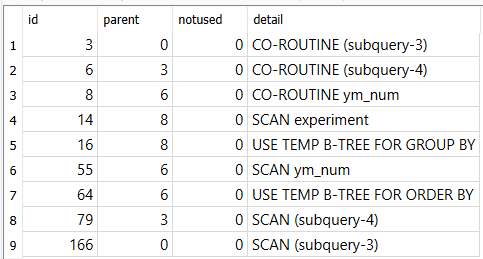 id parent notused detail
1 3 0 0 CO-ROUTINE (subquery-3)
2 6 3 0 CO-ROUTINE (subquery-4)
3 8 6 0 CO-ROUTINE ym_num
4 14 8 0 SCAN experiment
5 16 8 0 USE TEMP B-TREE FOR GROUP BY
6 55 6 0 SCAN ym_num
7 64 6 0 USE TEMP B-TREE FOR ORDER BY
8 79 3 0 SCAN (subquery-4)
9 166 0 0 SCAN (subquery-3)